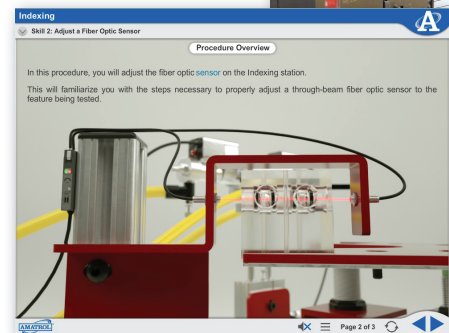 Indexing
Skill 2: Adjust a Fiber Optic Sensor
Procedure Overview
In this procedure, you will adjust the fiber optic sensor on the Indexing station.
This will familiarize you with the steps necessary to properly adjust a through-beam fiber optic sensor to the
feature being tested.
AMATROL
Page 2 of 3